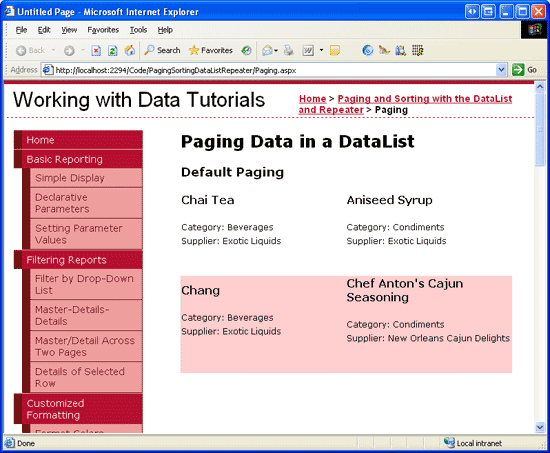 Untitled Page - Microsoft Internet Explorer
File Edit View Favorites Tools Help
Back Search Favorites
Address http://localhost:2294/Code/PagingSortingDataListRepeater/Paging.aspx Go
Working with Data Tutorials
Home > Paging and Sorting with the DataList
and Repeater > Paging
Home
Basic Reporting
Simple Display
Declarative
Parameters
Setting Parameter
Values
Filtering Reports
Filter by Drop-Down
List
Master-Details-
Details
Master/Detail Across
Two Pages
Details of Selected
Row
Customized
Formatting
Format Colors
Paging Data in a DataList
Default Paging
Chai Tea
Category: Beverages
Supplier: Exotic Liquids
Aniseed Syrup
Category: Condiments
Supplier: Exotic Liquids
Chang
Category: Beverages
Supplier: Exotic Liquids
Chef Anton's Cajun
Seasoning
Category: Condiments
Supplier: New Orleans Cajun Delights
Done
Local intranet